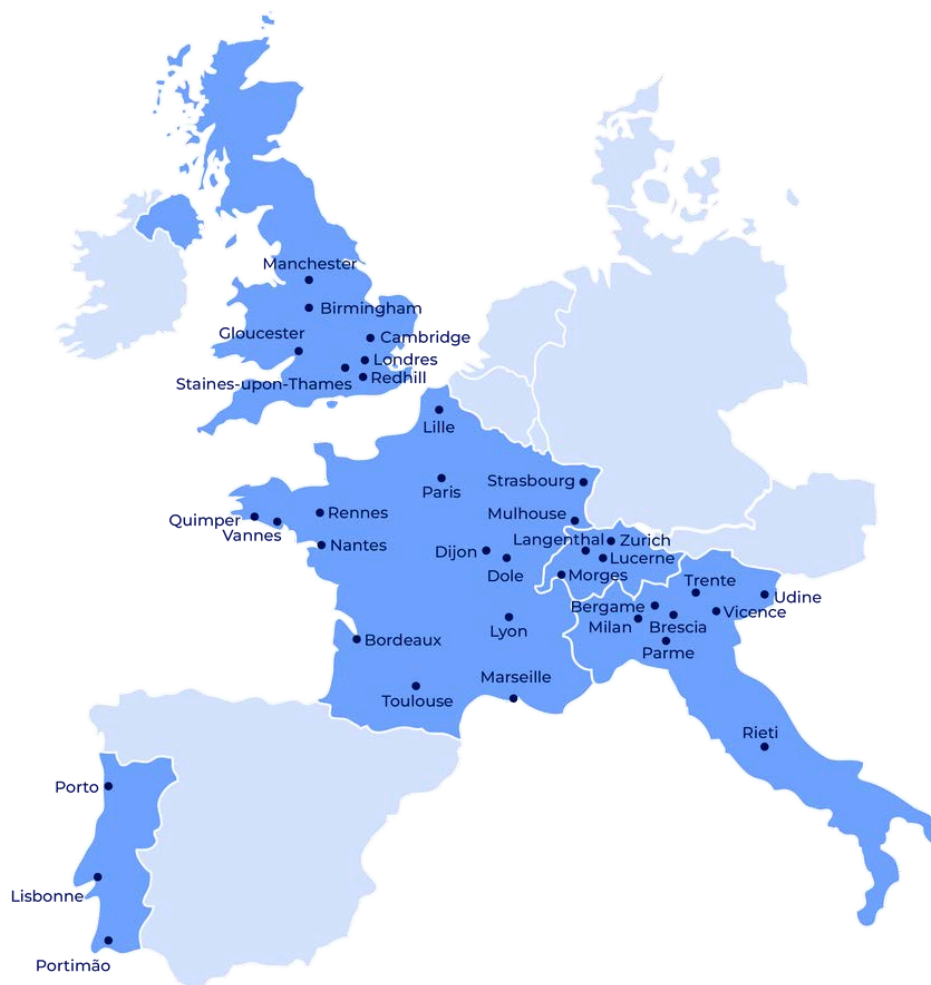 Manchester
Birmingham
Gloucester
Cambridge
Londres
Staines-upon-Thames
Redhill
Lille
Paris
Strasbourg
Quimper
Rennes
Mulhouse
Vannes
Nantes
Langenthal
Zurich
Dijon
Lucerne
Dole
Morges
Trente
Udine
Bergame
Vicence
Milan
Brescia
Lyon
Bordeaux
Parme
Marseille
Toulouse
Rieti
Porto
Lisbonne
Portimão